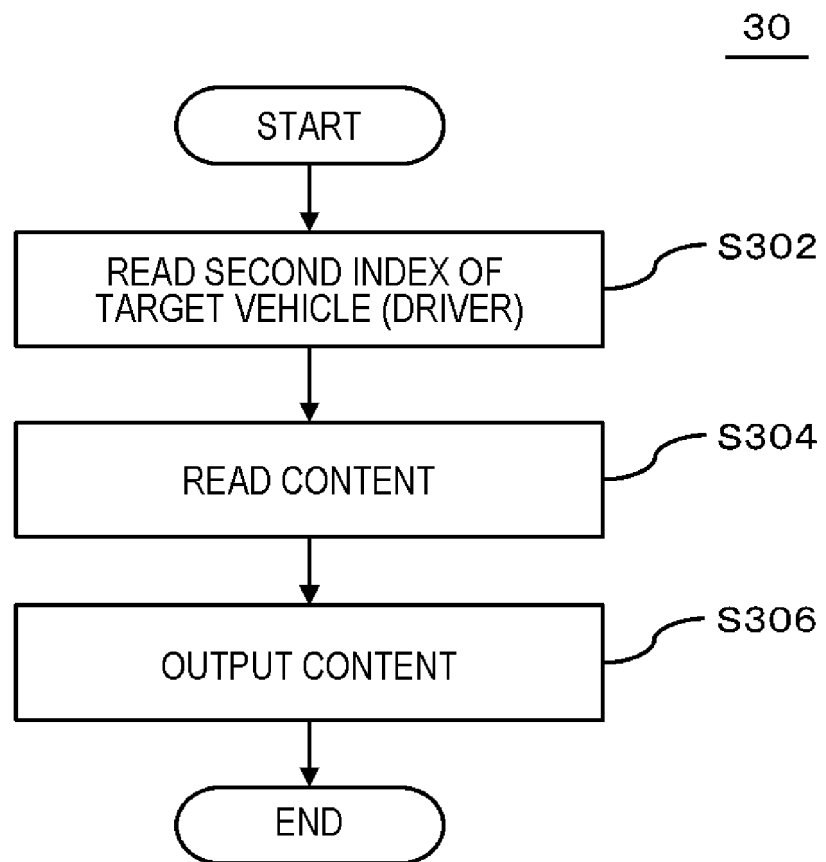 30
START
READ SECOND INDEX OF
TARGET VEHICLE (DRIVER)
S302
READ CONTENT
S304
OUTPUT CONTENT
S306
END